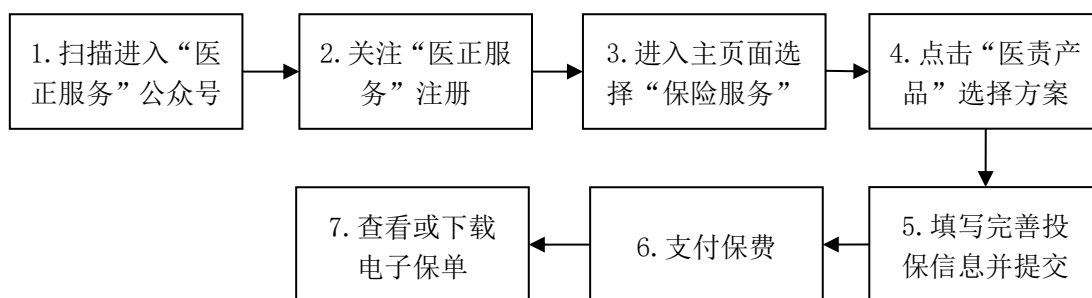 1.扫描进入“医
正服务”公众号
2.关注“医正服
务”注册
3.进入主页面选
择“保险服务”
4.点击“医责产
品”选择方案
5.填写完善投
保信息并提交
6.支付保费
7.查看或下载
电子保单